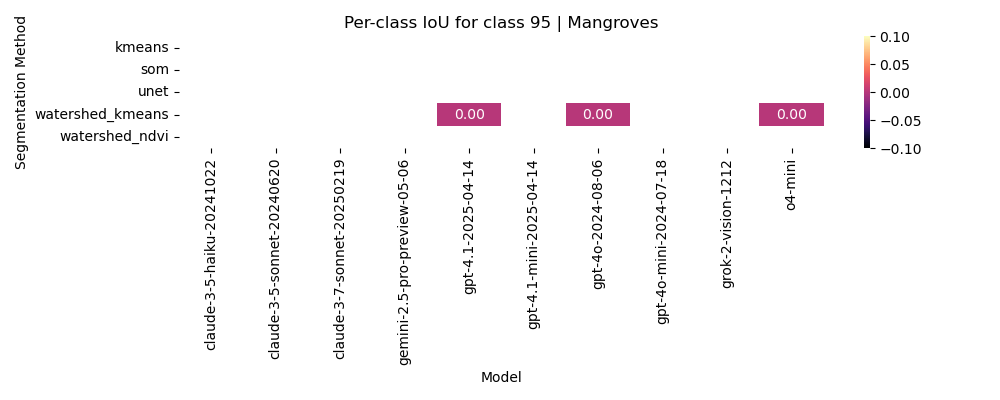 Per-class IoU for class 95 | Mangroves
Segmentation Method
kmeans
som
unet
watershed_kmeans
watershed_ndvi
0.00
0.00
0.00
0.10
0.05
0.00
−0.05
−0.10
claude-3-5-haiku-20241022
claude-3-5-sonnet-20240620
claude-3-7-sonnet-20250219
gemini-2.5-pro-preview-05-06
gpt-4.1-2025-04-14
gpt-4.1-mini-2025-04-14
gpt-4o-2024-08-06
gpt-4o-mini-2024-07-18
grok-2-vision-1212
o4-mini
Model